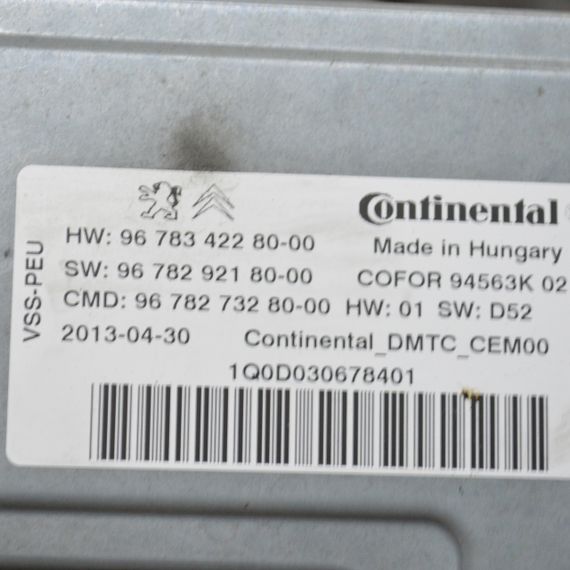 Continental
HW: 96 783 422 80-00
Made in Hungary
SW: 96 782 921 80-00
COFOR 94563K 02
CMD: 96 782 732 80-00 HW: 01 SW: D52
2013-04-30 Continental_DMTC_CEM00
1Q0D030678401
VSS-PEU